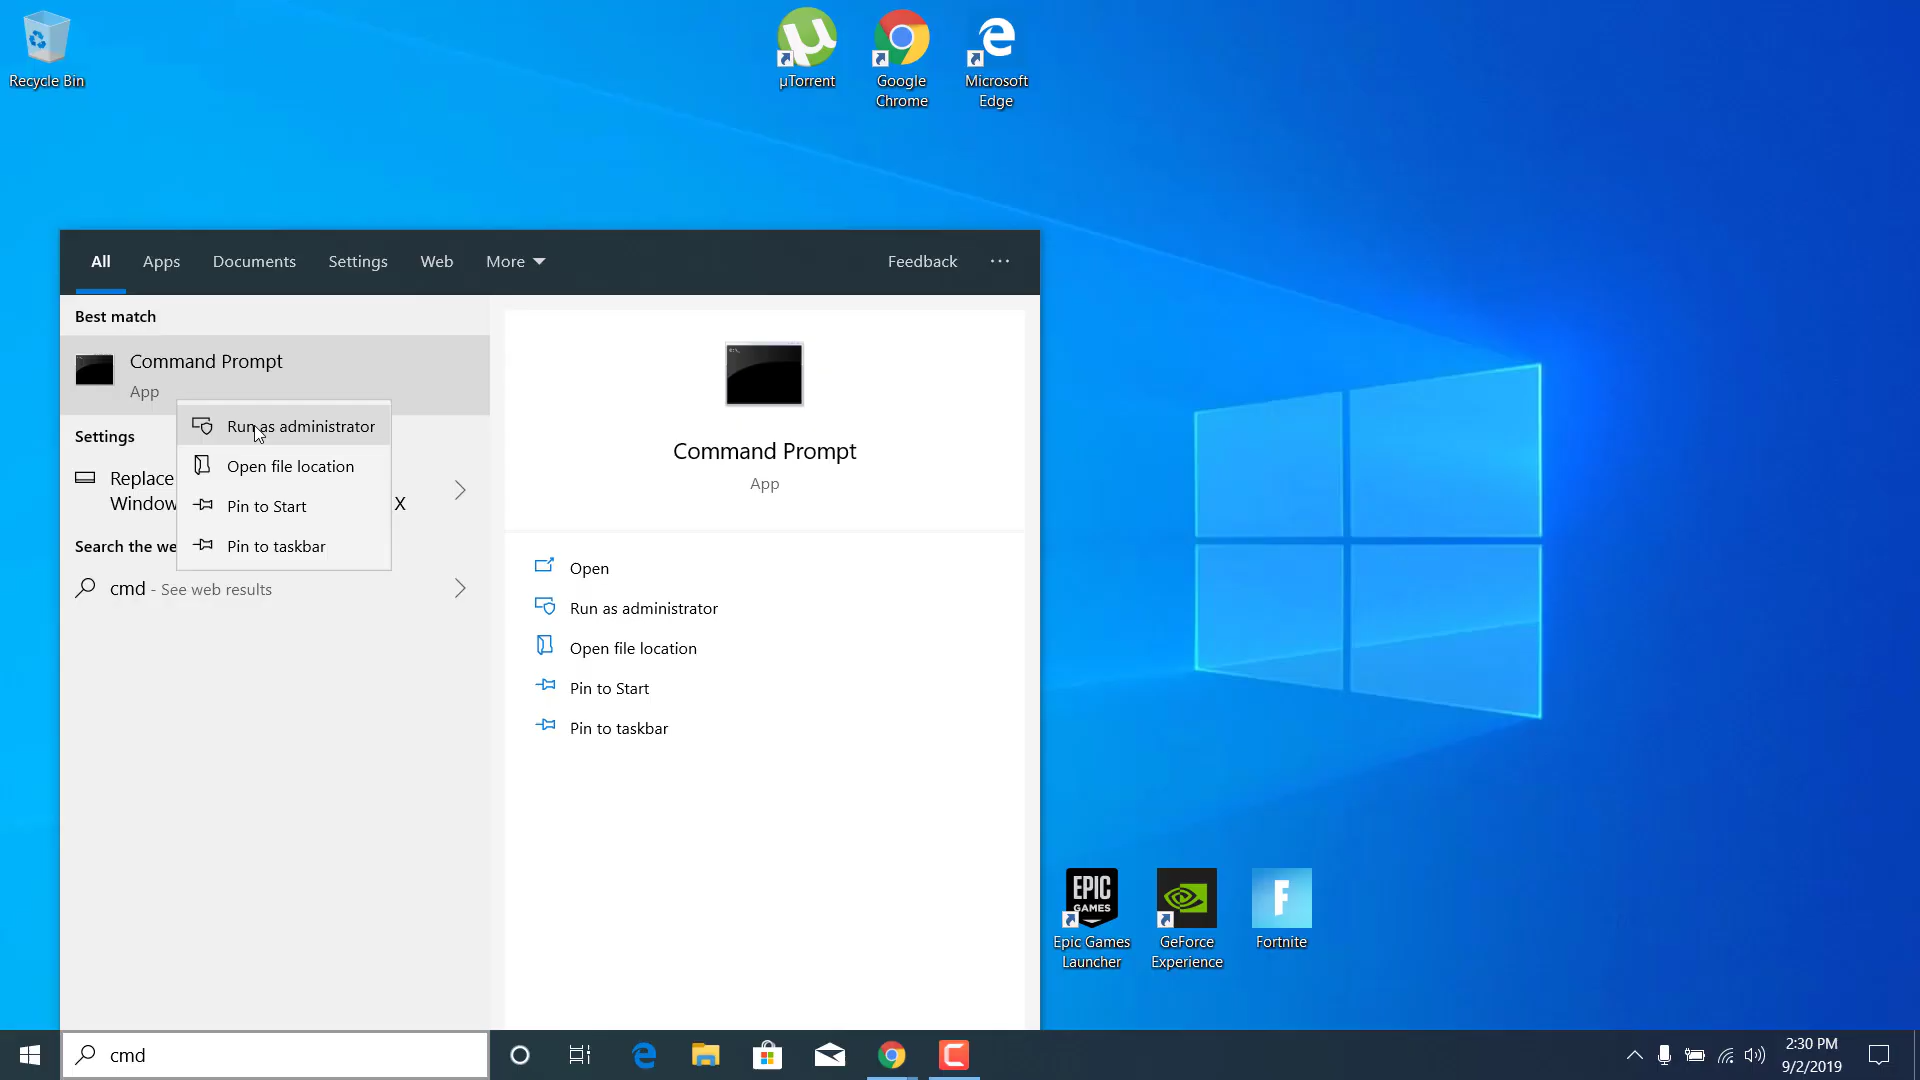 Recycle Bin
µTorrent
Google
Chrome
Microsoft
Edge
All
Apps
Documents
Settings
Web
More
Feedback
Best match
Command Prompt
App
Run as administrator
Open file location
Pin to Start
Pin to taskbar
Settings
Replace
Window
X
Search the we
cmd - See web results
Command Prompt
App
Open
Run as administrator
Open file location
Pin to Start
Pin to taskbar
EPIC
GAMES
Epic Games
Launcher
GeForce
Experience
F
Fortnite
cmd
2:30 PM
9/2/2019